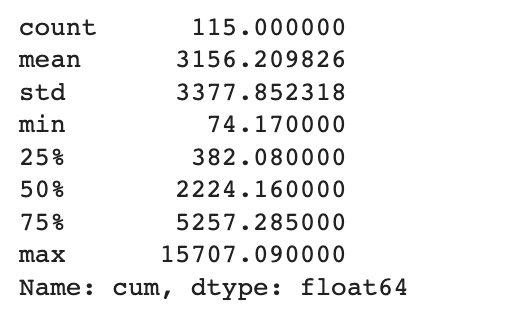 count 115.000000
mean 3156.209826
std 3377.852318
min 74.170000
25% 382.080000
50% 2224.160000
75% 5257.285000
max 15707.090000
Name: cum, dtype: float64